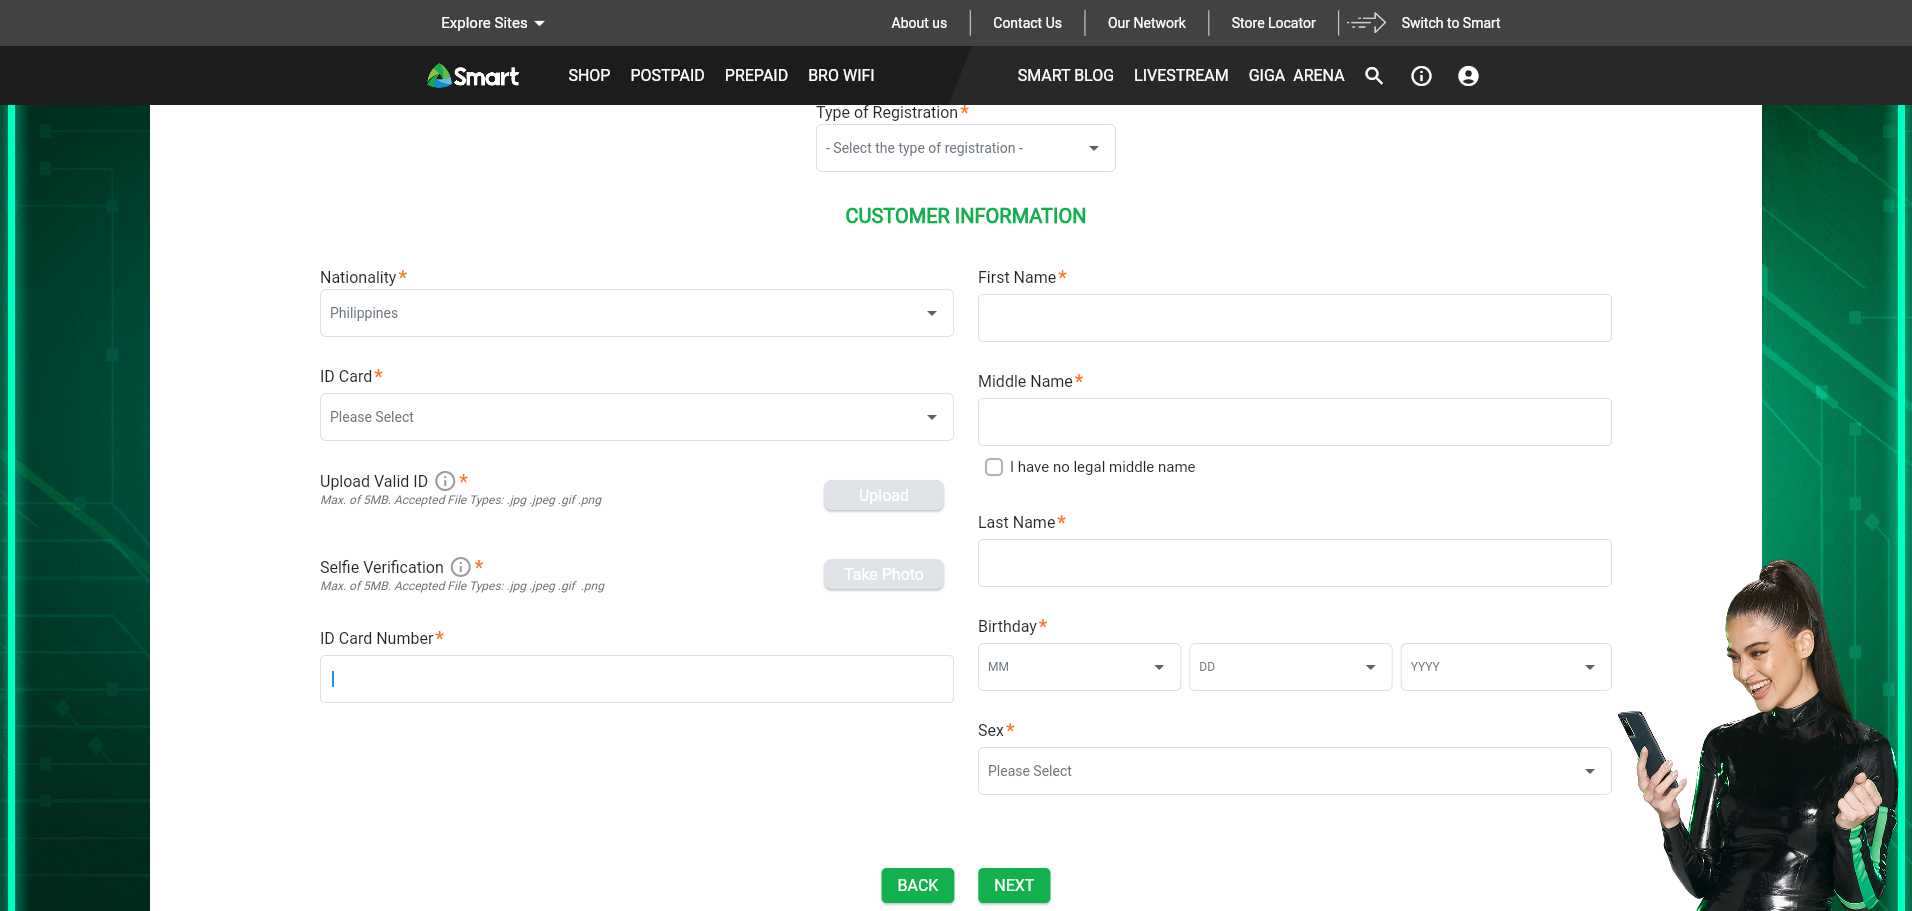 Explore Sites
About us
Contact Us
Our Network
Store Locator
Switch to Smart
Smart
SHOP
POSTPAID
PREPAID
BRO WIFI
SMART BLOG
LIVESTREAM
GIGA ARENA
Type of Registration*
- Select the type of registration -
CUSTOMER INFORMATION
Nationality*
Philippines
ID Card*
Please Select
Upload Valid ID *
Max. of 5MB. Accepted File Types: .jpg .jpeg .gif .png
Upload
Selfie Verification *
Max. of 5MB. Accepted File Types: .jpg .jpeg .gif .png
Take Photo
ID Card Number*
First Name*
Middle Name*
I have no legal middle name
Last Name*
Birthday*
MM
DD
YYYY
Sex*
Please Select
BACK
NEXT